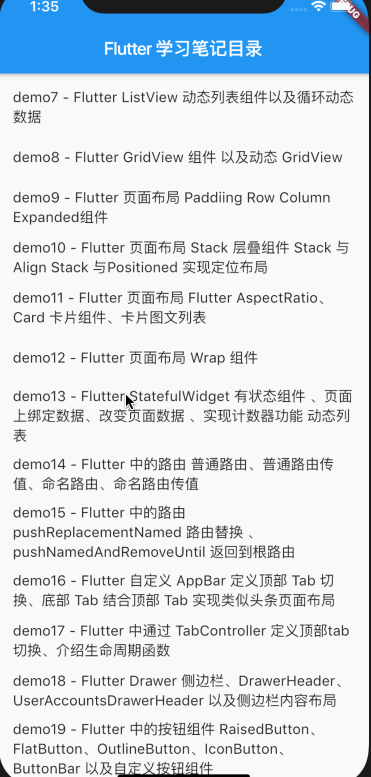 1:35
UG
Flutter 学习笔记目录
demo7 - Flutter ListView 动态列表组件以及循环动态
数据
demo8 - Flutter GridView 组件 以及动态 GridView
demo9 - Flutter 页面布局 Paddiing Row Column
Expanded组件
demo10 - Flutter 页面布局 Stack 层叠组件 Stack 与
Align Stack 与Positioned 实现定位布局
demo11 - Flutter 页面布局 Flutter AspectRatio、
Card 卡片组件、卡片图文列表
demo12 - Flutter 页面布局 Wrap 组件
demo13 - Flutter StatefulWidget 有状态组件 、页面
上绑定数据、改变页面数据 、实现计数器功能 动态列
表
demo14 - Flutter 中的路由 普通路由、普通路由传
值、命名路由、命名路由传值
demo15 - Flutter 中的路由
pushReplacementNamed 路由替换 、
pushNamedAndRemoveUntil 返回到根路由
demo16 - Flutter 自定义 AppBar 定义顶部 Tab 切
换、底部 Tab 结合顶部 Tab 实现类似头条页面布局
demo17 - Flutter 中通过 TabController 定义顶部tab
切换、介绍生命周期函数
demo18 - Flutter Drawer 侧边栏、DrawerHeader、
UserAccountsDrawerHeader 以及侧边栏内容布局
demo19 - Flutter 中的按钮组件 RaisedButton、
FlatButton、OutlineButton、IconButton、
ButtonBar 以及自定义按钮组件